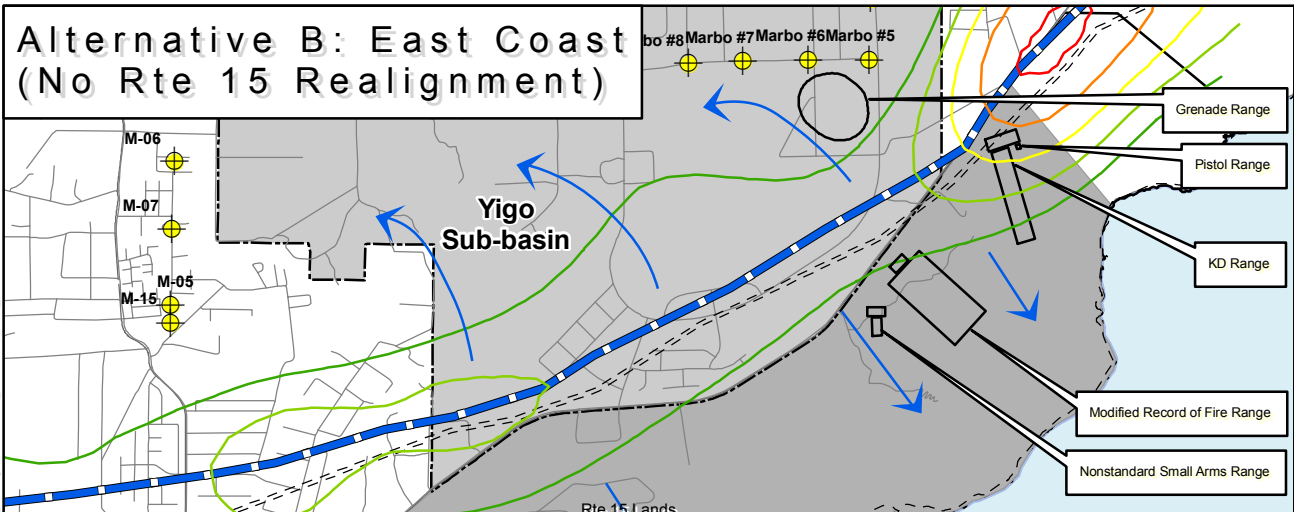 Alternative B: East Coast
(No Rte 15 Realignment)
bo #8 Marbo #7 Marbo #6 Marbo #5
Grenade Range
M-06
Pistol Range
M-07
Yigo
Sub-basin
KD Range
M-05
M-15
Modified Record of Fire Range
Nonstandard Small Arms Range
Rte 15 Lands